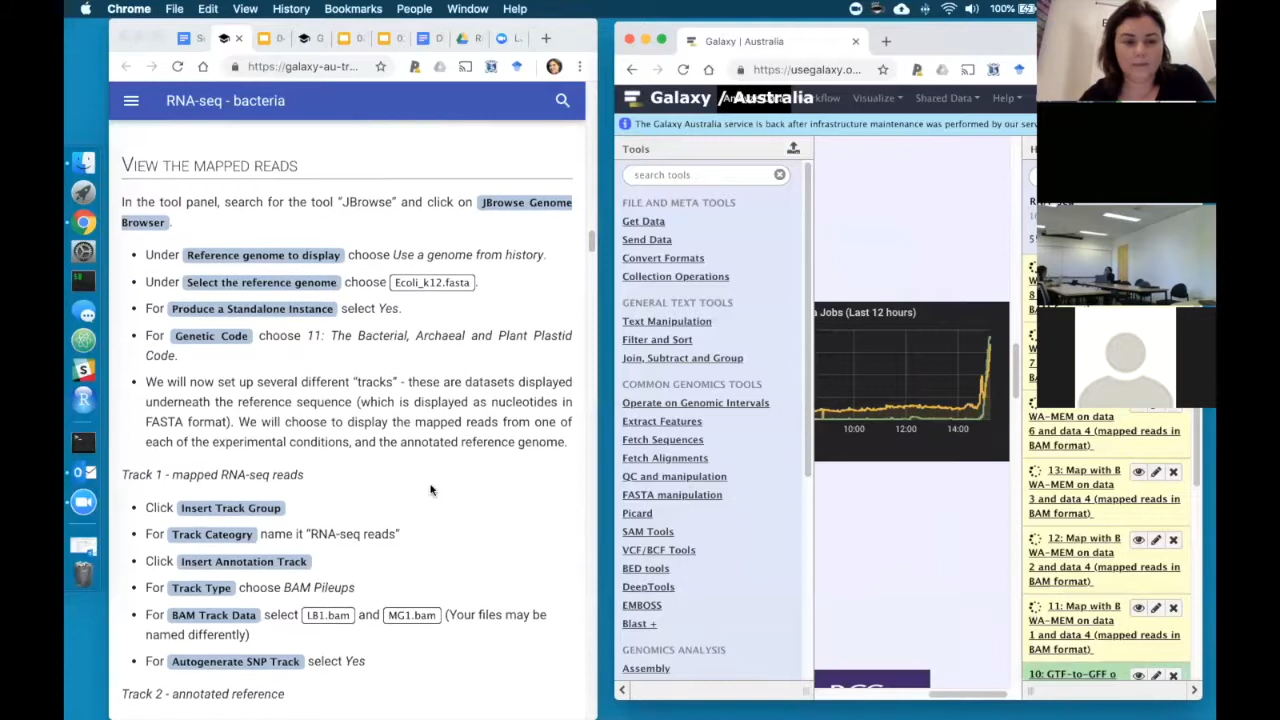 Chrome File Edit View History Bookmarks People Window Help 100%
https://galaxy-au-tr...
RNA-seq - bacteria
VIEW THE MAPPED READS
In the tool panel, search for the tool “JBrowse” and click on JBrowse Genome
Browser.
• Under Reference genome to display choose Use a genome from history.
• Under Select the reference genome choose Ecoli_k12.fasta.
• For Produce a Standalone Instance select Yes.
• For Genetic Code choose 11: The Bacterial, Archaeal and Plant Plastid
Code.
• We will now set up several different “tracks” - these are datasets displayed
underneath the reference sequence (which is displayed as nucleotides in
FASTA format). We will choose to display the mapped reads from one of
each of the experimental conditions, and the annotated reference genome.
Track 1 - mapped RNA-seq reads
• Click Insert Track Group
• For Track Cateogry name it “RNA-seq reads”
• Click Insert Annotation Track
• For Track Type choose BAM Pileups
• For BAM Track Data select LB1.bam and MG1.bam (Your files may be
named differently)
• For Autogenerate SNP Track select Yes
Track 2 - annotated reference
Galaxy | Australia
https://usegalaxy.o...
Galaxy / Australia Workflow Visualize Shared Data Help
The Galaxy Australia service is back after infrastructure maintenance was performed by our serv
Tools
search tools
FILE AND META TOOLS
Get Data
Send Data
Convert Formats
Collection Operations
GENERAL TEXT TOOLS
Text Manipulation
Filter and Sort
Join, Subtract and Group
COMMON GENOMICS TOOLS
Operate on Genomic Intervals
Extract Features
Fetch Sequences
Fetch Alignments
QC and manipulation
FASTA manipulation
Picard
SAM Tools
VCF/BCF Tools
BED tools
DeepTools
EMBOSS
Blast +
GENOMICS ANALYSIS
Assembly
a Jobs (Last 12 hours)
10:00 12:00 14:00
WA-MEM on data
6 and data 4 (mapped reads in
BAM format)
13: Map with B
WA-MEM on data
3 and data 4 (mapped reads in
BAM format)
12: Map with B
WA-MEM on data
2 and data 4 (mapped reads in
BAM format)
11: Map with B
WA-MEM on data
1 and data 4 (mapped reads in
BAM format)
10: GTF-to-GFF o